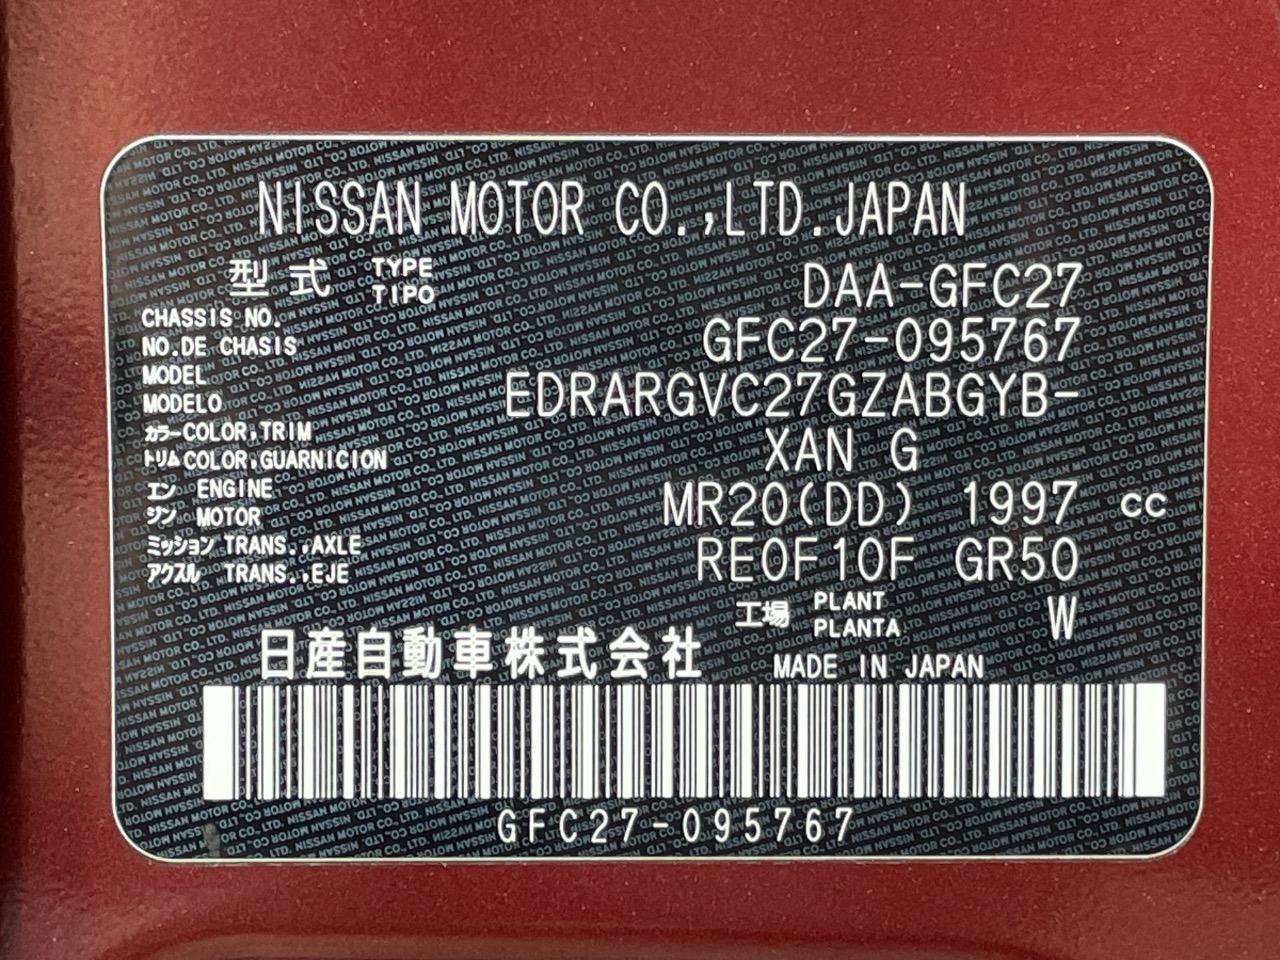 NISSAN MOTOR CO.,LTD.JAPAN
型式 TYPE TIPO DAA-GFC27
CHASSIS NO. NO.DE CHASIS GFC27-095767
MODEL MODELO EDRARGVC27GZABGYB-
カラー COLOR,TRIM XAN G
トリム COLOR,GUARNICION
エン ENGINE MR20(DD) 1997 cc
ジン MOTOR
ミッション TRANS.,AXLE RE0F10F GR50
アクスル TRANS.,EJE
工場 PLANT PLANTA W
日産自動車株式会社 MADE IN JAPAN
GFC27-095767